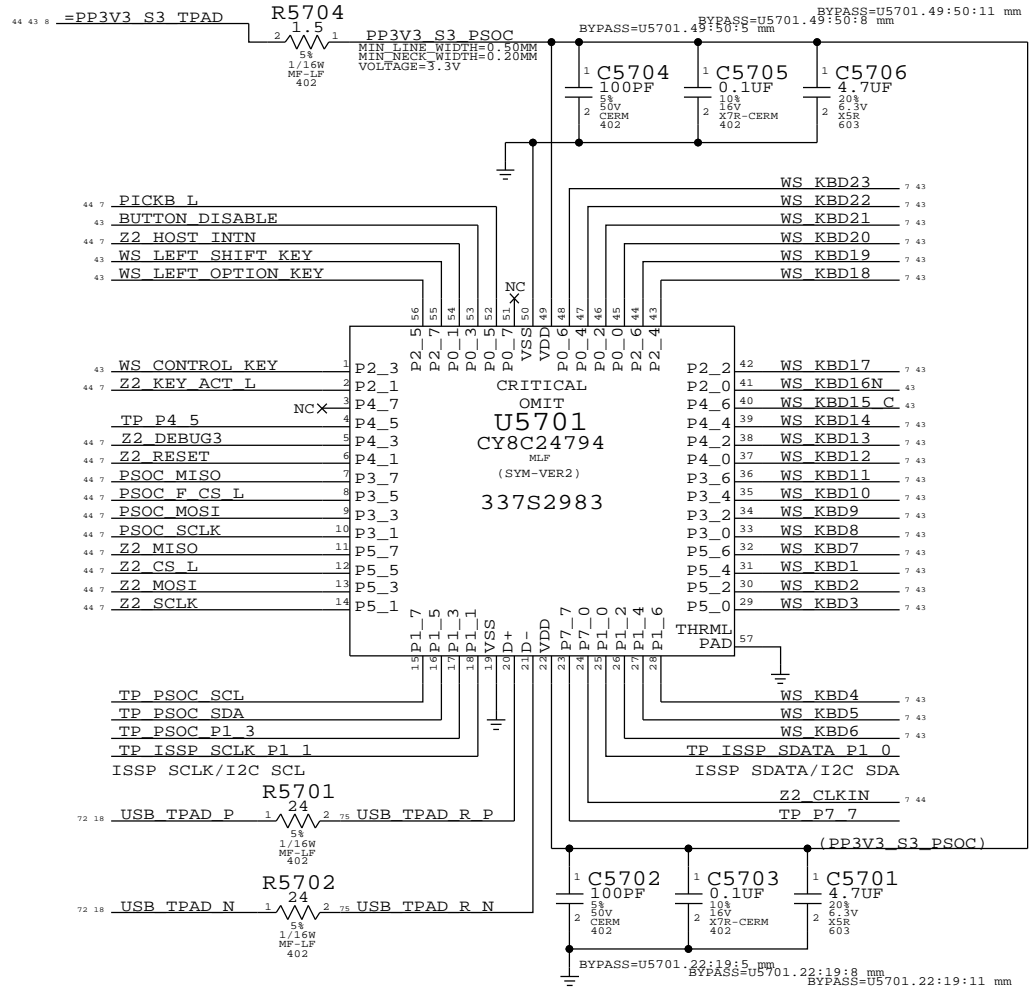 44 43 8 =PP3V3_S3_TPAD
R5704
1.5
2 1
5%
1/16W
MF-LF
402
PP3V3_S3_PSOC
MIN_LINE_WIDTH=0.50MM
MIN_NECK_WIDTH=0.20MM
VOLTAGE=3.3V
BYPASS=U5701.49:50:5 mm
BYPASS=U5701.49:50:8 mm
BYPASS=U5701.49:50:11 mm
1 C5704
100PF
5%
50V
2 CERM
402
1 C5705
0.1UF
10%
16V
2 X7R-CERM
402
1 C5706
4.7UF
20%
6.3V
2 X5R
603
44 7 PICKB_L
43 BUTTON_DISABLE
44 7 Z2_HOST_INTN
43 WS_LEFT_SHIFT_KEY
43 WS_LEFT_OPTION_KEY
WS_KBD23 7 43
WS_KBD22 7 43
WS_KBD21 7 43
WS_KBD20 7 43
WS_KBD19 7 43
WS_KBD18 7 43
NC
56 55 54 53 52 51 50 49 48 47 46 45 44 43
P2_5 P2_7 P0_1 P0_3 P0_5 P0_7 VSS VDD P0_6 P0_4 P0_2 P0_0 P2_6 P2_4
43 WS_CONTROL_KEY 1 P2_3
44 7 Z2_KEY_ACT_L 2 P2_1
NC 3 P4_7
TP_P4_5 4 P4_5
44 7 Z2_DEBUG3 5 P4_3
44 7 Z2_RESET 6 P4_1
44 7 PSOC_MISO 7 P3_7
44 7 PSOC_F_CS_L 8 P3_5
44 7 PSOC_MOSI 9 P3_3
44 7 PSOC_SCLK 10 P3_1
44 7 Z2_MISO 11 P5_7
44 7 Z2_CS_L 12 P5_5
44 7 Z2_MOSI 13 P5_3
44 7 Z2_SCLK 14 P5_1
CRITICAL
OMIT
U5701
CY8C24794
MLF
(SYM-VER2)
337S2983
P2_2 42 WS_KBD17 7 43
P2_0 41 WS_KBD16N 43
P4_6 40 WS_KBD15_C 43
P4_4 39 WS_KBD14 7 43
P4_2 38 WS_KBD13 7 43
P4_0 37 WS_KBD12 7 43
P3_6 36 WS_KBD11 7 43
P3_4 35 WS_KBD10 7 43
P3_2 34 WS_KBD9 7 43
P3_0 33 WS_KBD8 7 43
P5_6 32 WS_KBD7 7 43
P5_4 31 WS_KBD1 7 43
P5_2 30 WS_KBD2 7 43
P5_0 29 WS_KBD3 7 43
THRML
PAD 57
P1_7 P1_5 P1_3 P1_1 VSS D+ D- VDD P7_7 P7_0 P1_0 P1_2 P1_4 P1_6
15 16 17 18 19 20 21 22 23 24 25 26 27 28
TP_PSOC_SCL
TP_PSOC_SDA
TP_PSOC_P1_3
TP_ISSP_SCLK_P1_1
ISSP SCLK/I2C SCL
WS_KBD4 7 43
WS_KBD5 7 43
WS_KBD6 7 43
TP_ISSP_SDATA_P1_0
ISSP SDATA/I2C SDA
Z2_CLKIN 7 44
TP_P7_7
R5701
72 18 USB_TPAD_P 1 24 2 75 USB_TPAD_R_P
5%
1/16W
MF-LF
402
R5702
72 18 USB_TPAD_N 1 24 2 75 USB_TPAD_R_N
5%
1/16W
MF-LF
402
(PP3V3_S3_PSOC)
1 C5702
100PF
5%
50V
2 CERM
402
1 C5703
0.1UF
10%
16V
2 X7R-CERM
402
1 C5701
4.7UF
20%
6.3V
2 X5R
603
BYPASS=U5701.22:19:5 mm
BYPASS=U5701.22:19:8 mm
BYPASS=U5701.22:19:11 mm